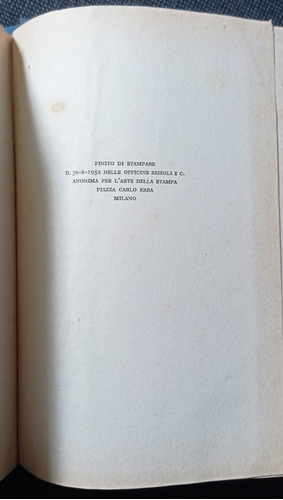 FINITO DI STAMPARE
IL 30-X-1952 NELLE OFFICINE RIZZOLI E C.
ANONIMA PER L'ARTE DELLA STAMPA
PIAZZA CARLO ERBA
MILANO